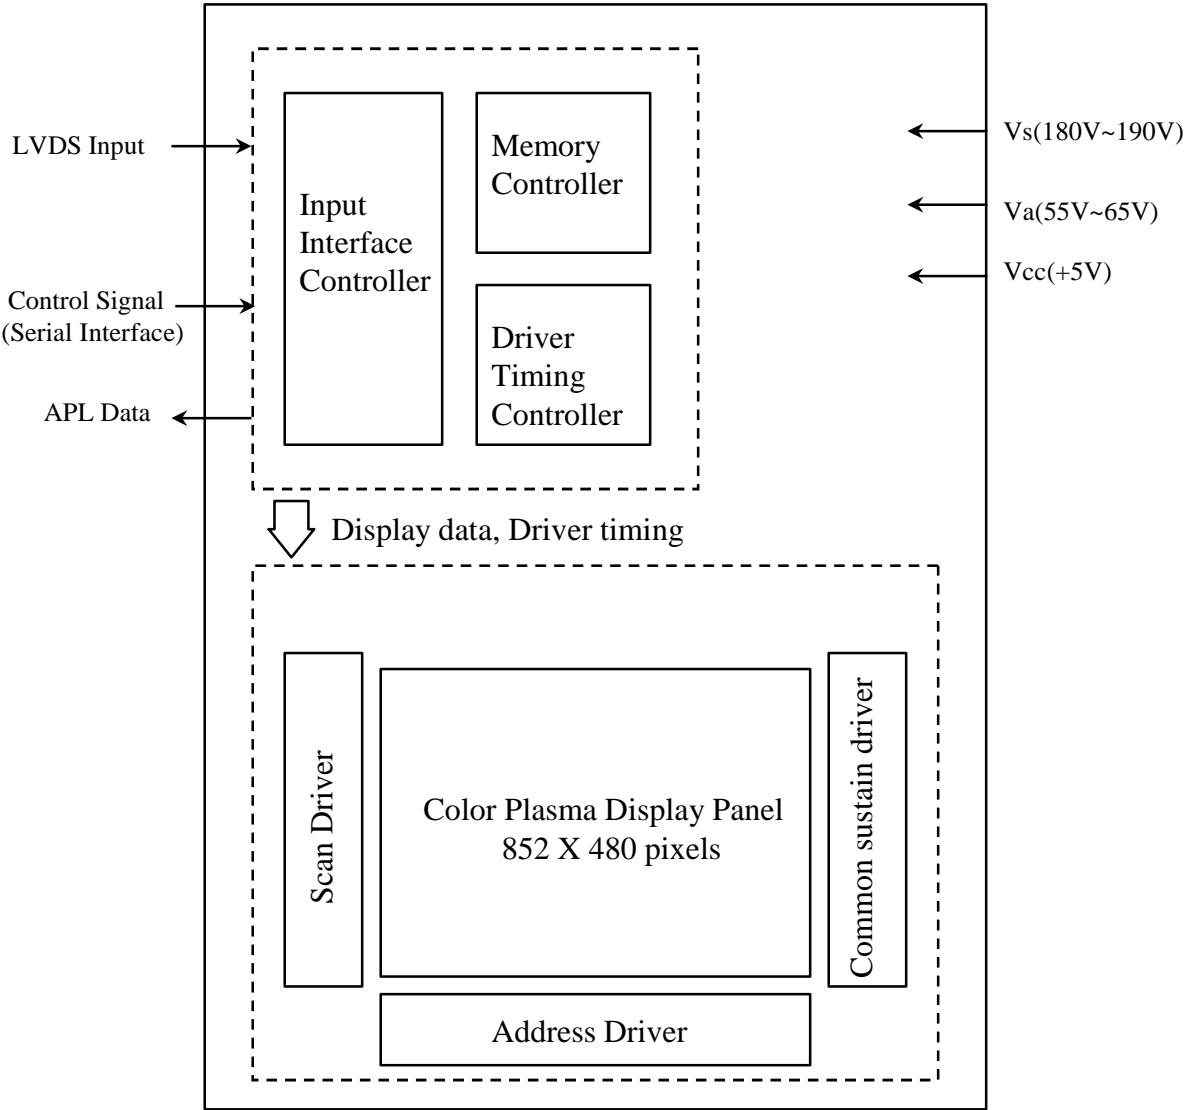 LVDS Input
Control Signal
(Serial Interface)
APL Data
Input
Interface
Controller
Memory
Controller
Driver
Timing
Controller
Vs(180V~190V)
Va(55V~65V)
Vcc(+5V)
Display data, Driver timing
Scan Driver
Color Plasma Display Panel
852 X 480 pixels
Common sustain driver
Address Driver